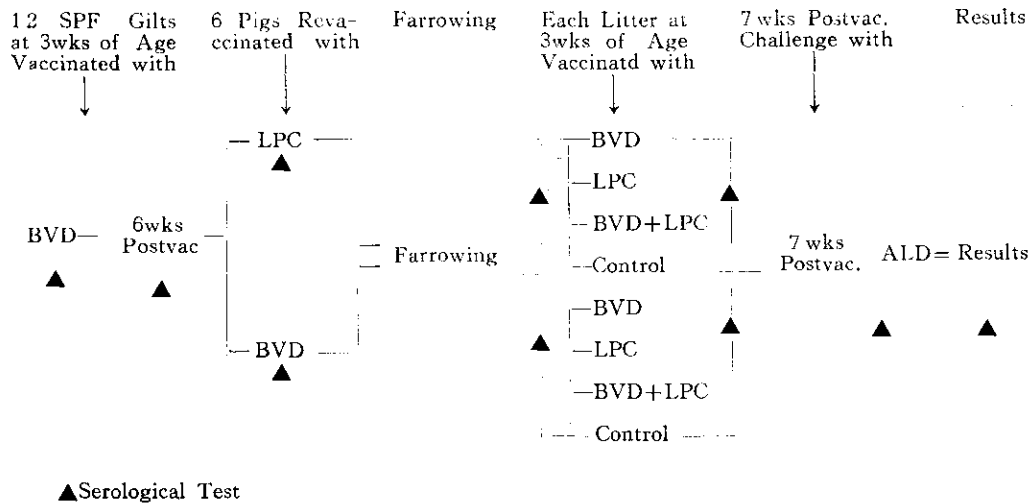 12 SPF Gilts
at 3wks of Age
Vaccinated with
6 Pigs Reva-
ccinated with
Farrowing
Each Litter at
3wks of Age
Vaccinatd with
7 wks Postvac.
Challenge with
Results
LPC
BVD
LPC
BVD+LPC
Control
BVD
6wks
Postvac
Farrowing
7 wks
Postvac.
ALD= Results
BVD
BVD
LPC
BVD+LPC
Control
▲Serological Test